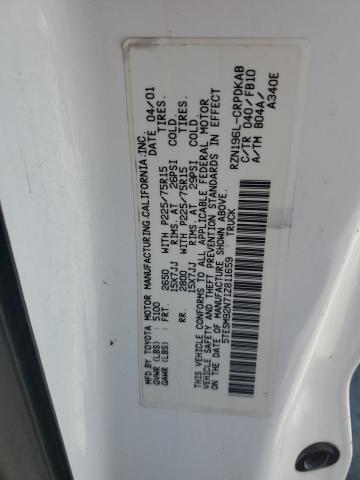 MFD.BY TOYOTA MOTOR MANUFACTURING CALIFORNIA.INC.
GVWR (LBS) : 5100 DATE 04/01
GAWR (LBS) : FRT. 2650 WITH P225/75R15 TIRES.
15X7JJ RIMS. AT 26PSI COLD.
RR. 2800 WITH P225/75R15 TIRES.
15X7JJ RIMS. AT 29PSI COLD.
THIS VEHICLE CONFORMS TO ALL APPLICABLE FEDERAL MOTOR
VEHICLE SAFETY AND THEFT PREVENTION STANDARDS IN EFFECT
ON THE DATE OF MANUFACTURE SHOWN ABOVE.
5TESM92N71Z811659 TRUCK
RZN196L-CRPDKAB
C/TR 040/FB10
A/TM B04A/
A340E